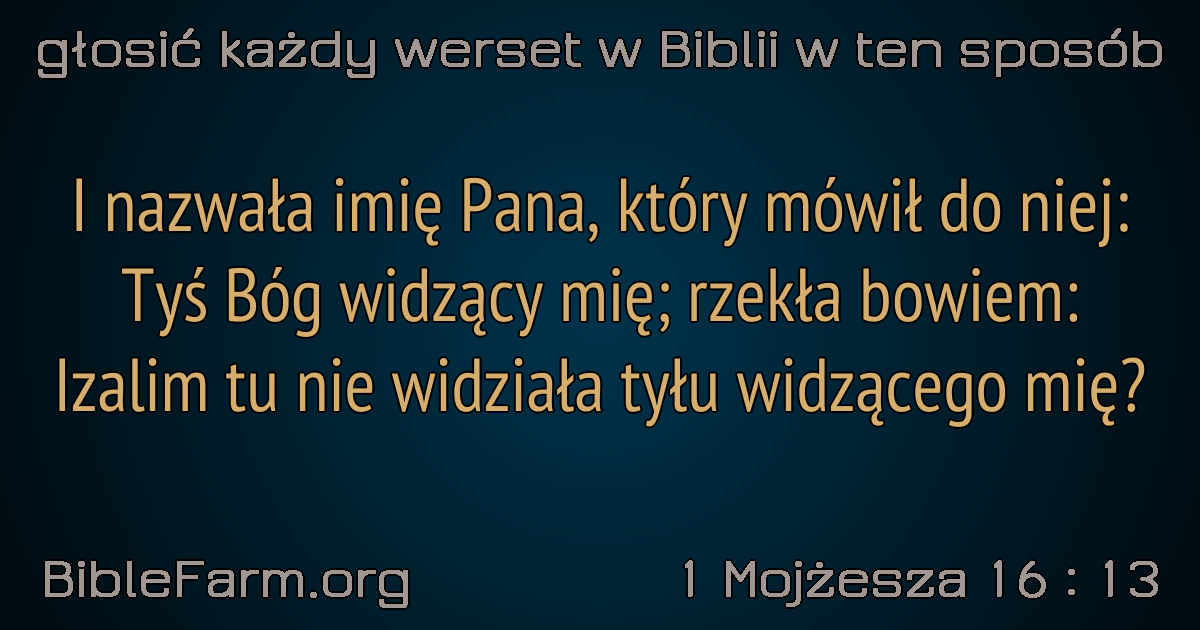 głosić każdy werset w Biblii w ten sposób
I nazwała imię Pana, który mówił do niej:
Tyś Bóg widzący mię; rzekła bowiem:
Izalim tu nie widziała tyłu widzącego mię?
BibleFarm.org
1 Mojżesza 16 : 13